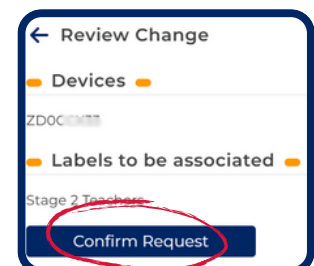 Review Change
Devices
Labels to be associated
Stage 2 Teachers
Confirm Request